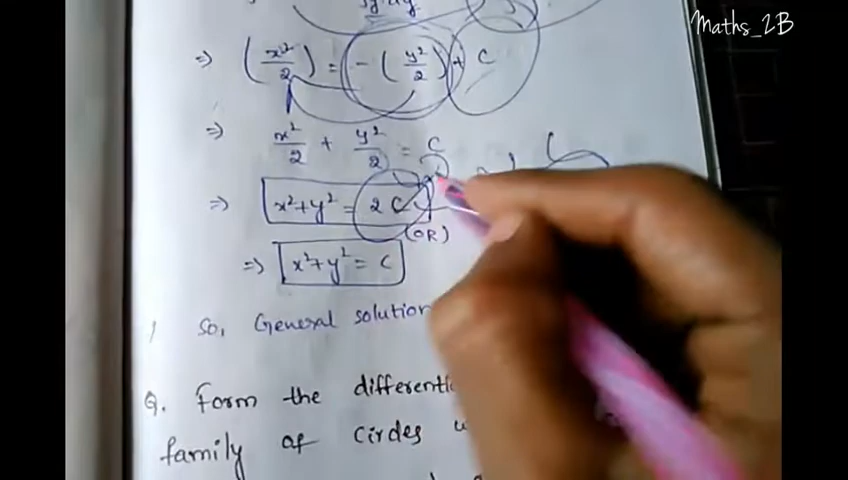 Maths_2B
=> (x²/2) = - (y²/2) + C
=> x²/2 + y²/2 = C
=> x²+y² = 2C
(OR)
=> x²+y² = C
So, General solution
Q. Form the differenti
family of circles